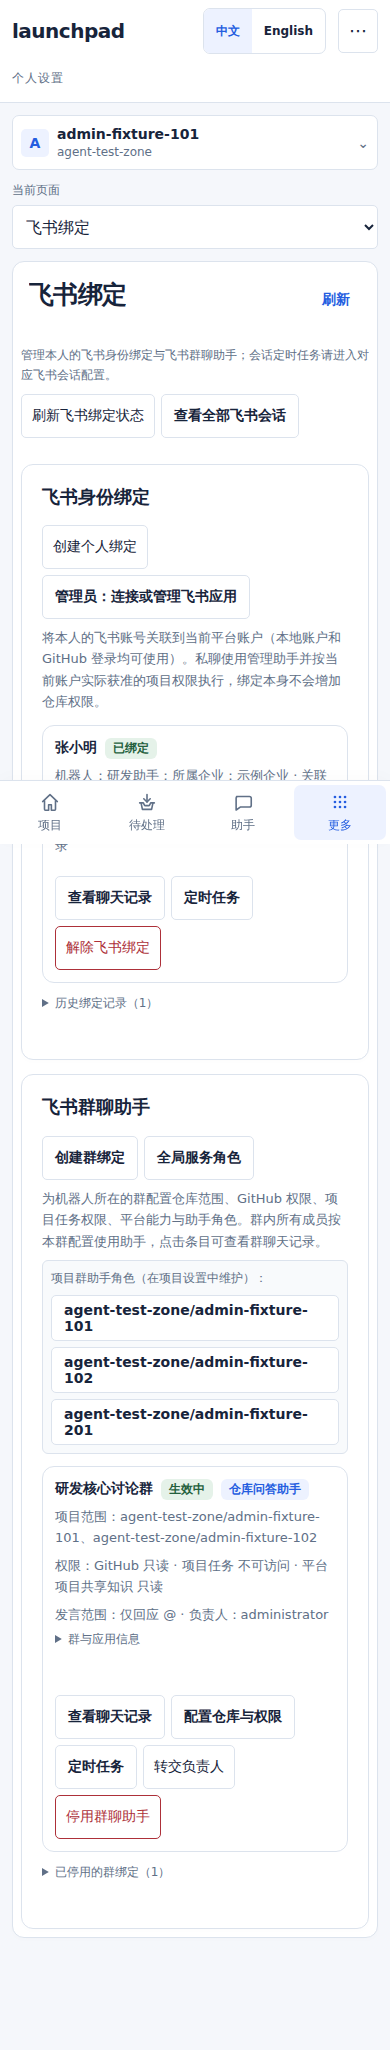 launchpad
中文
English
⋯
个人设置
A
admin-fixture-101
agent-test-zone
当前页面
飞书绑定
飞书绑定
刷新
管理本人的飞书身份绑定与飞书群聊助手；会话定时任务请进入对
应飞书会话配置。
刷新飞书绑定状态
查看全部飞书会话
飞书身份绑定
创建个人绑定
管理员：连接或管理飞书应用
将本人的飞书账号关联到当前平台账户（本地账户和
GitHub 登录均可使用）。私聊使用管理助手并按当
前账户实际获准的项目权限执行，绑定本身不会增加
仓库权限。
张小明
已绑定
机器人：研发助手；所属企业：示例企业 · 关联
项目
待处理
助手
更多
录
查看聊天记录
定时任务
解除飞书绑定
历史绑定记录（1）
飞书群聊助手
创建群绑定
全局服务角色
为机器人所在的群配置仓库范围、GitHub 权限、项
目任务权限、平台能力与助手角色。群内所有成员按
本群配置使用助手，点击条目可查看群聊天记录。
项目群助手角色（在项目设置中维护）：
agent-test-zone/admin-fixture-
101
agent-test-zone/admin-fixture-
102
agent-test-zone/admin-fixture-
201
研发核心讨论群
生效中
仓库问答助手
项目范围：agent-test-zone/admin-fixture-
101、agent-test-zone/admin-fixture-102
权限：GitHub 只读 · 项目任务 不可访问 · 平台
项目共享知识 只读
发言范围：仅回应 @ · 负责人：administrator
群与应用信息
查看聊天记录
配置仓库与权限
定时任务
转交负责人
停用群聊助手
已停用的群绑定（1）